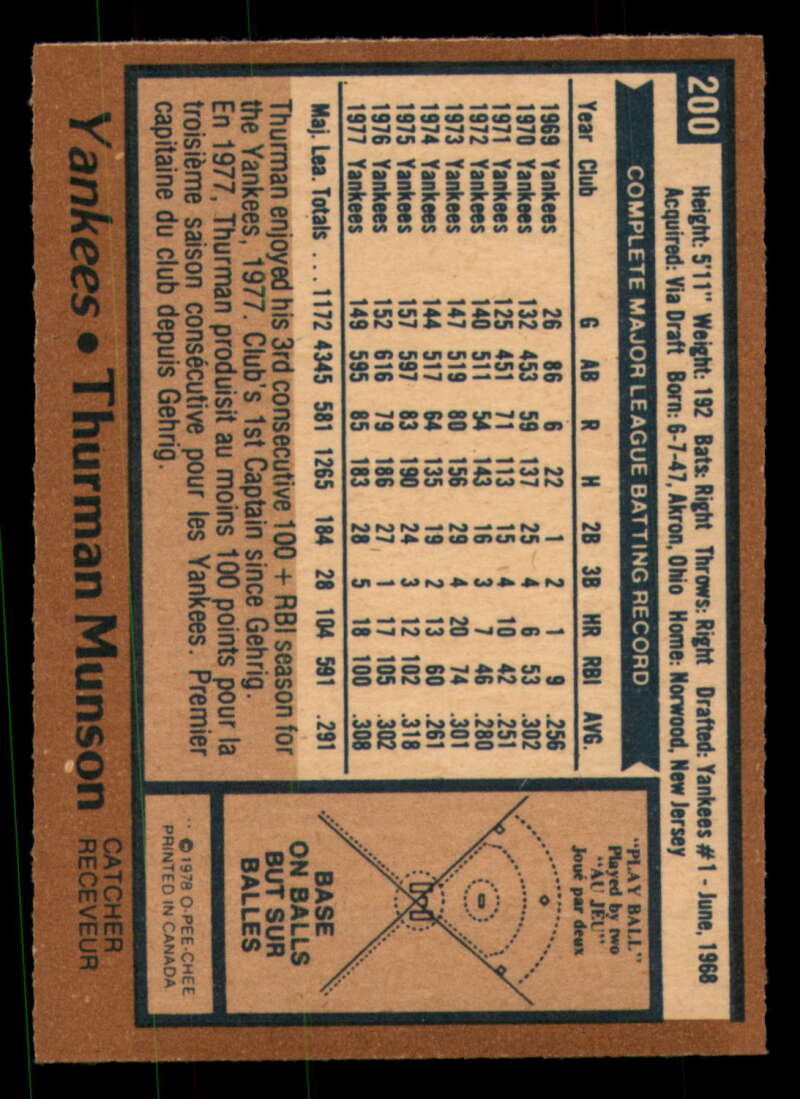 200
Height: 5'11" Weight: 192 Bats: Right Throws: Right Drafted: Yankees #1 - June, 1968
Acquired: Via Draft Born: 6-7-47, Akron, Ohio Home: Norwood, New Jersey
COMPLETE MAJOR LEAGUE BATTING RECORD
Year Club G AB R H 2B 3B HR RBI AVG.
1969 Yankees 26 86 6 22 1 2 1 9 .256
1970 Yankees 132 453 59 137 25 4 6 53 .302
1971 Yankees 125 451 71 113 15 4 10 42 .251
1972 Yankees 140 511 54 143 16 3 7 46 .280
1973 Yankees 147 519 80 156 29 4 20 74 .301
1974 Yankees 144 517 64 135 19 2 13 60 .261
1975 Yankees 157 597 83 190 24 3 12 102 .318
1976 Yankees 152 616 79 186 27 1 17 105 .302
1977 Yankees 149 595 85 183 28 5 18 100 .308
Maj. Lea. Totals ... 1172 4345 581 1265 184 28 104 591 .291
Thurman enjoyed his 3rd consecutive 100 + RBI season for
the Yankees, 1977. Club's 1st Captain since Gehrig.
En 1977, Thurman produisit au moins 100 points pour la
troisième saison consécutive pour les Yankees. Premier
capitaine du club depuis Gehrig.
"PLAY BALL"
Played by two
"AU JEU"
Joué par deux
BASE
ON BALLS
BUT SUR
BALLES
© 1978 O-PEE-CHEE
PRINTED IN CANADA
Yankees • Thurman Munson
CATCHER
RECEVEUR